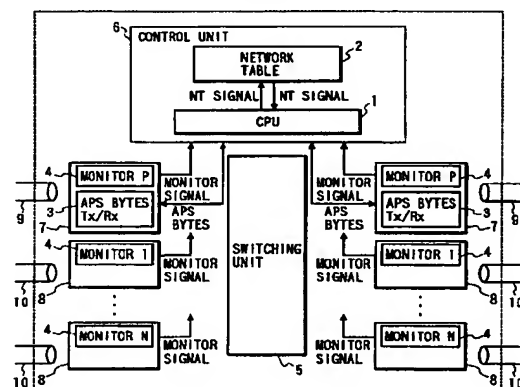 6
CONTROL UNIT
2
NETWORK
TABLE
NT SIGNAL NT SIGNAL
1
CPU
4
MONITOR P
MONITOR
SIGNAL
3
APS BYTES
Tx/Rx
APS
BYTES
7
9
4
MONITOR 1
MONITOR
SIGNAL
8
10
4
MONITOR N
MONITOR
SIGNAL
8
10
SWITCHING
UNIT
5
MONITOR P
4
MONITOR
SIGNAL
APS BYTES
Tx/Rx
3
APS
BYTES
7
9
MONITOR 1
4
MONITOR
SIGNAL
8
10
MONITOR N
4
MONITOR
SIGNAL
8
10